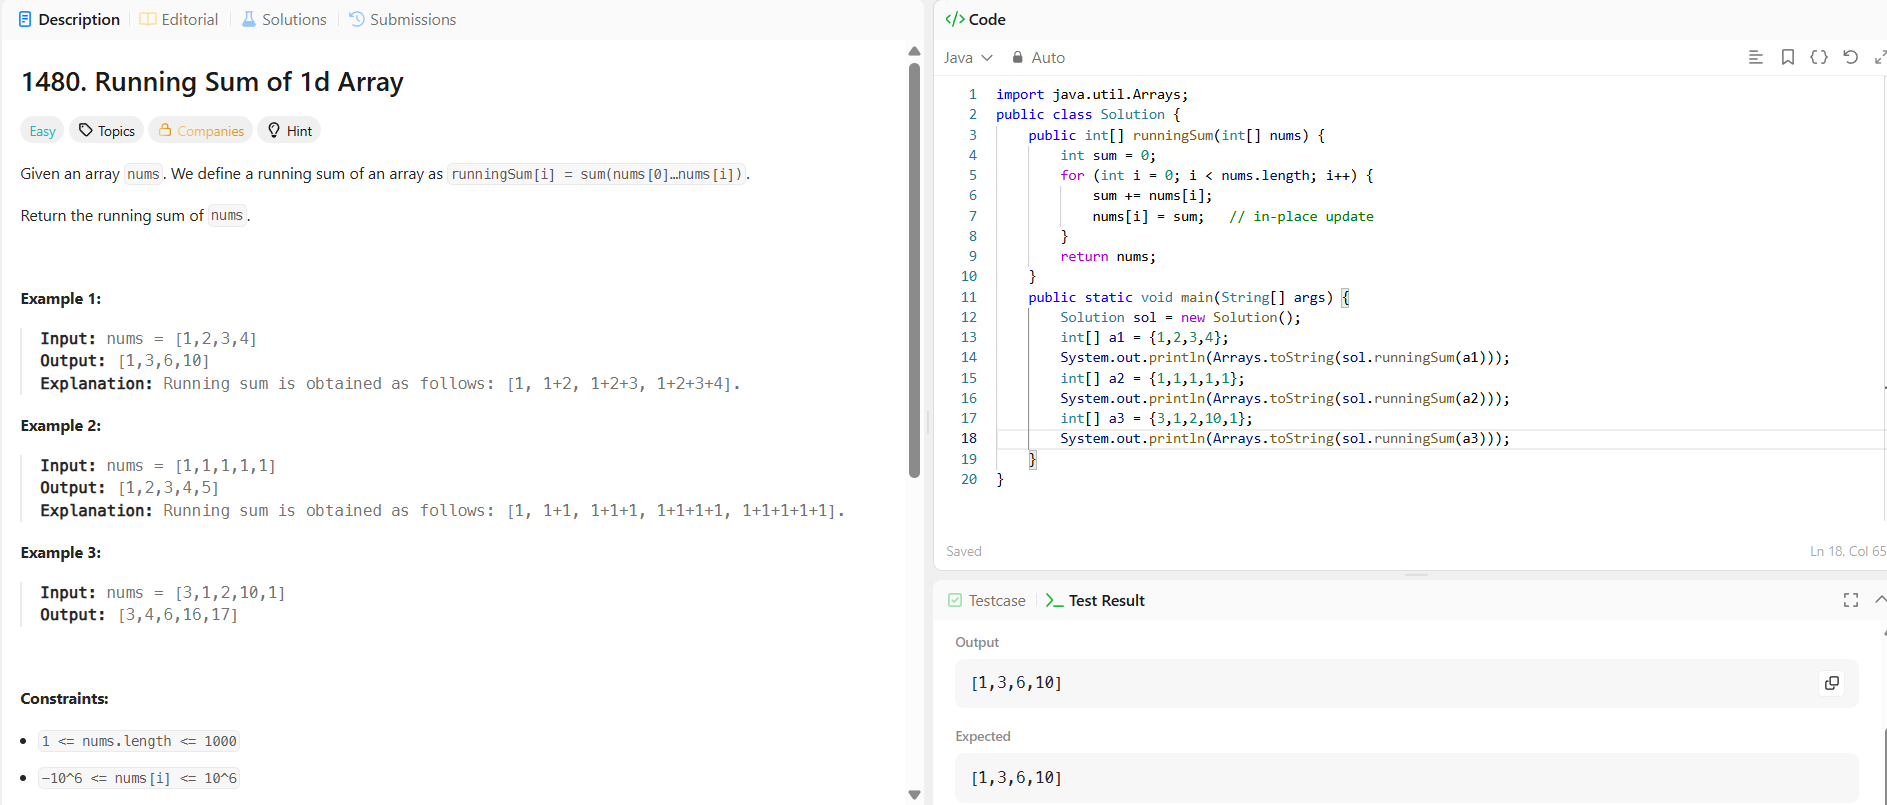 Description
Editorial
Solutions
Submissions
1480. Running Sum of 1d Array
Easy
Topics
Companies
Hint
Given an array nums. We define a running sum of an array as runningSum[i] = sum(nums[0]…nums[i]).
Return the running sum of nums.
Example 1:
Input: nums = [1,2,3,4]
Output: [1,3,6,10]
Explanation: Running sum is obtained as follows: [1, 1+2, 1+2+3, 1+2+3+4].
Example 2:
Input: nums = [1,1,1,1,1]
Output: [1,2,3,4,5]
Explanation: Running sum is obtained as follows: [1, 1+1, 1+1+1, 1+1+1+1, 1+1+1+1+1].
Example 3:
Input: nums = [3,1,2,10,1]
Output: [3,4,6,16,17]
Constraints:
1 <= nums.length <= 1000
-10^6 <= nums[i] <= 10^6
</> Code
Java
Auto
1 import java.util.Arrays;
2 public class Solution {
3     public int[] runningSum(int[] nums) {
4         int sum = 0;
5         for (int i = 0; i < nums.length; i++) {
6             sum += nums[i];
7             nums[i] = sum;   // in-place update
8         }
9         return nums;
10     }
11     public static void main(String[] args) {
12         Solution sol = new Solution();
13         int[] a1 = {1,2,3,4};
14         System.out.println(Arrays.toString(sol.runningSum(a1)));
15         int[] a2 = {1,1,1,1,1};
16         System.out.println(Arrays.toString(sol.runningSum(a2)));
17         int[] a3 = {3,1,2,10,1};
18         System.out.println(Arrays.toString(sol.runningSum(a3)));
19     }
20 }
Saved
Ln 18, Col 65
Testcase
Test Result
Output
[1,3,6,10]
Expected
[1,3,6,10]